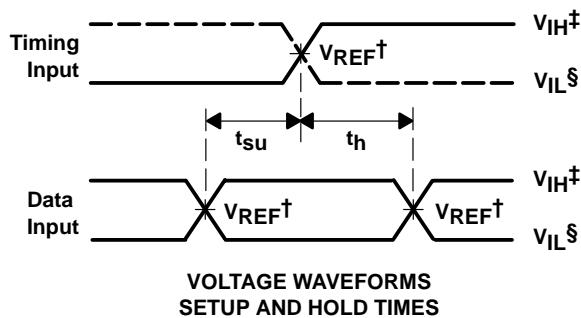 VIH‡
Timing
Input
VREF†
VIL§
tsu
th
VIH‡
Data
Input
VREF†
VREF†
VIL§
VOLTAGE WAVEFORMS
SETUP AND HOLD TIMES